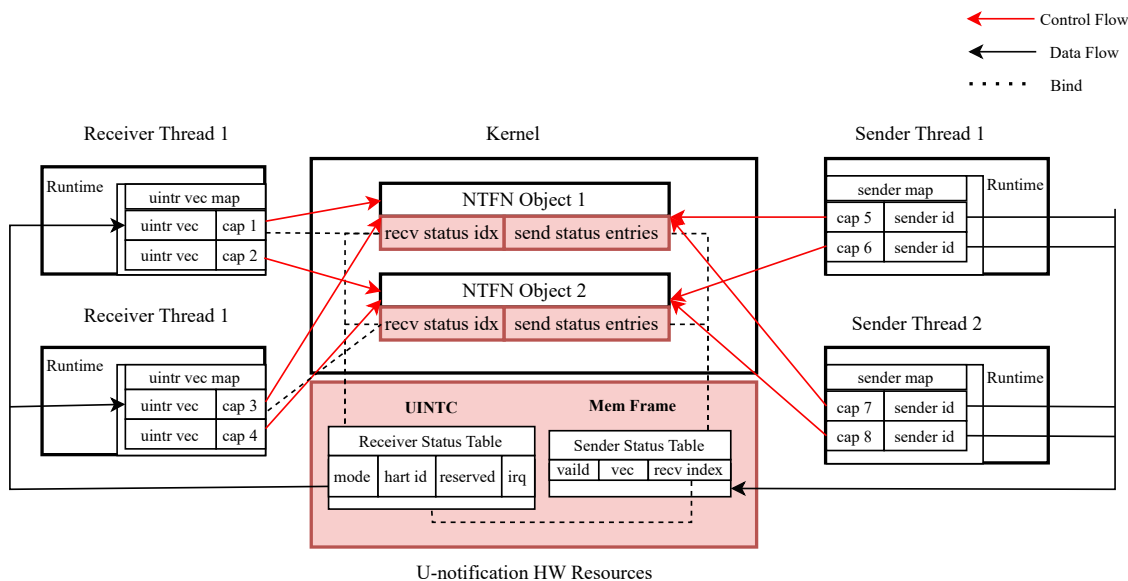 Control Flow
Data Flow
Bind
Receiver Thread 1
Kernel
Sender Thread 1
Runtime
uintr vec map
uintr vec cap 1
uintr vec cap 2
NTFN Object 1
recv status idx send status entries
NTFN Object 2
recv status idx send status entries
sender map
Runtime
cap 5 sender id
cap 6 sender id
Receiver Thread 1
Sender Thread 2
Runtime
uintr vec map
uintr vec cap 3
uintr vec cap 4
sender map
Runtime
cap 7 sender id
cap 8 sender id
UINTC
Mem Frame
Receiver Status Table
mode hart id reserved irq
Sender Status Table
vaild vec recv index
U-notification HW Resources